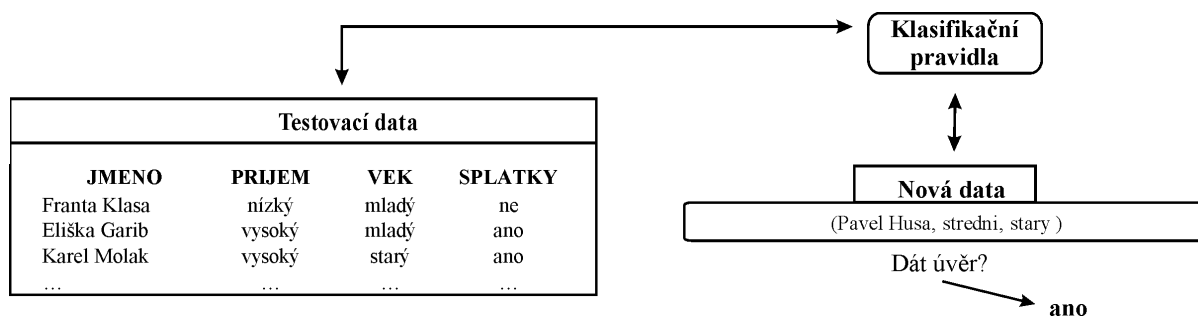 Klasifikační
pravidla
Testovací data
JMENO PRIJEM VEK SPLATKY
Franta Klasa nízký mladý ne
Eliška Garib vysoký mladý ano
Karel Molak vysoký starý ano
… … … …
Nová data
(Pavel Husa, stredni, stary )
Dát úvěr?
ano